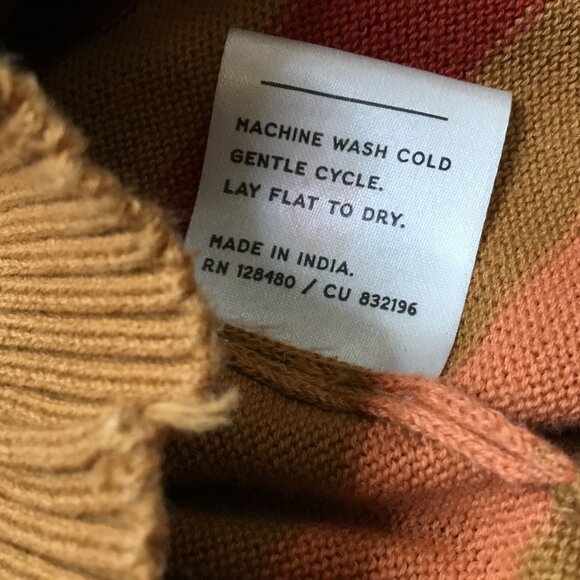 MACHINE WASH COLD
GENTLE CYCLE.
LAY FLAT TO DRY.
MADE IN INDIA.
RN 128480 / CU 832196